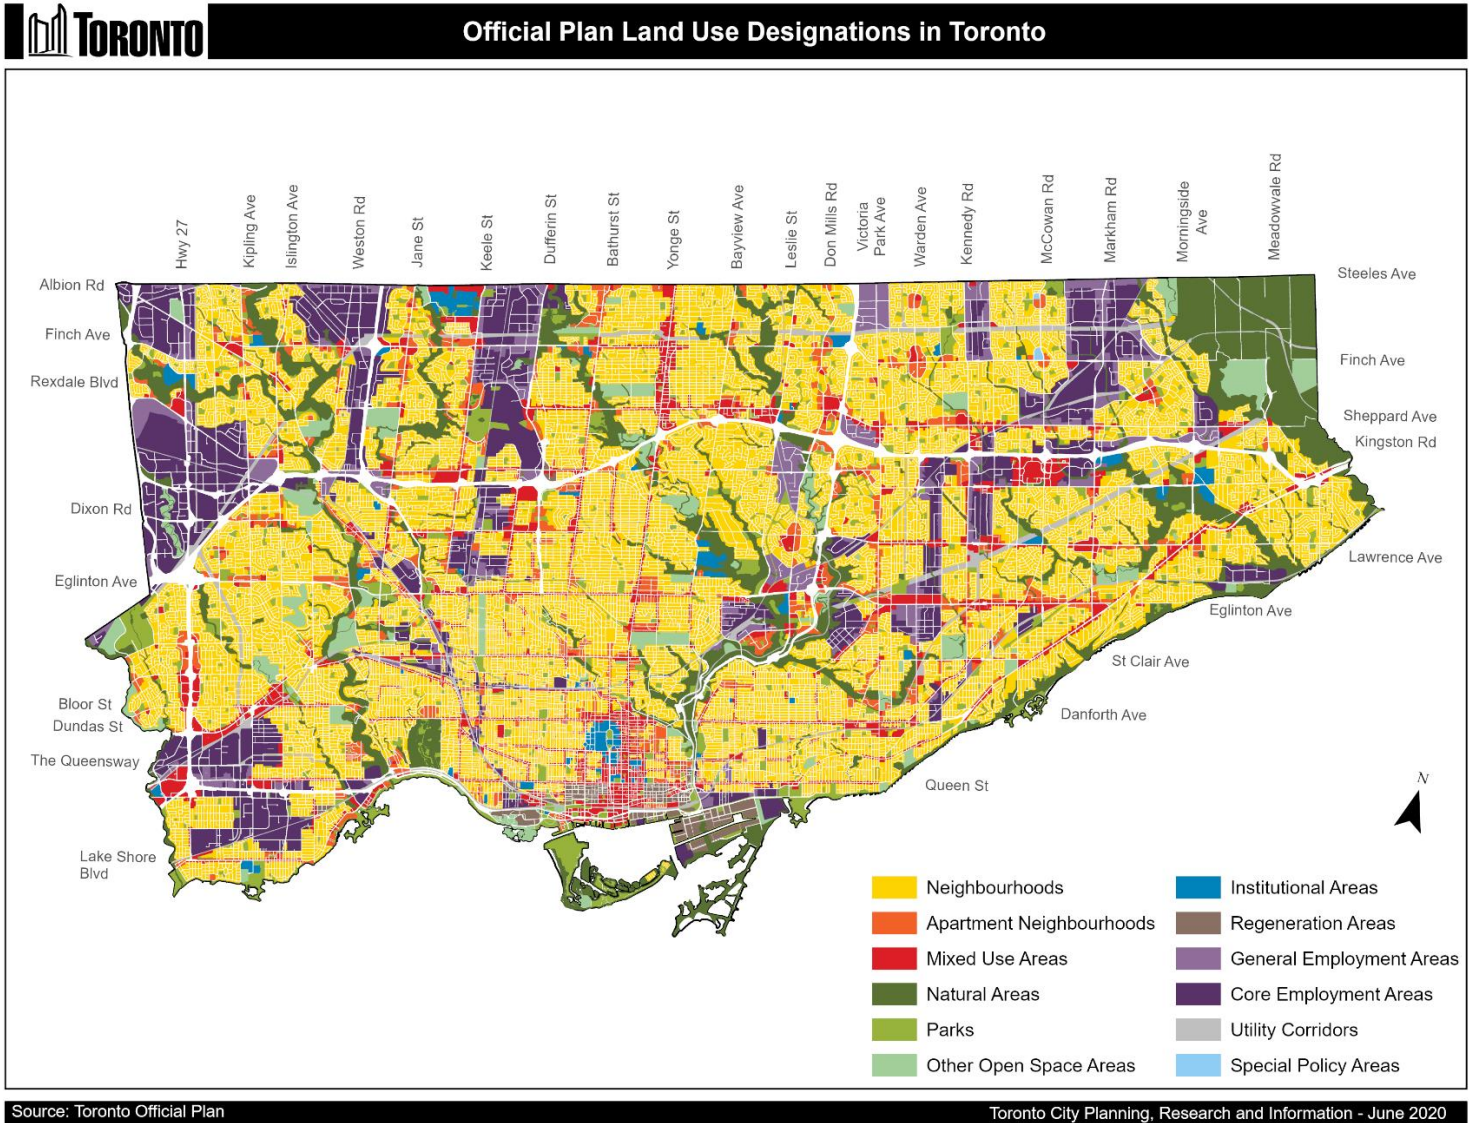 TORONTO
Official Plan Land Use Designations in Toronto
Hwy 27
Kipling Ave
Islington Ave
Weston Rd
Jane St
Keele St
Dufferin St
Bathurst St
Yonge St
Bayview Ave
Leslie St
Don Mills Rd
Victoria
Park Ave
Warden Ave
Kennedy Rd
McCowan Rd
Markham Rd
Morningside
Ave
Meadowvale Rd
Albion Rd
Finch Ave
Rexdale Blvd
Dixon Rd
Eglinton Ave
Bloor St
Dundas St
The Queensway
Lake Shore
Blvd
Steeles Ave
Finch Ave
Sheppard Ave
Kingston Rd
Lawrence Ave
Eglinton Ave
St Clair Ave
Danforth Ave
Queen St
N
Neighbourhoods
Apartment Neighbourhoods
Mixed Use Areas
Natural Areas
Parks
Other Open Space Areas
Institutional Areas
Regeneration Areas
General Employment Areas
Core Employment Areas
Utility Corridors
Special Policy Areas
Source: Toronto Official Plan
Toronto City Planning, Research and Information - June 2020